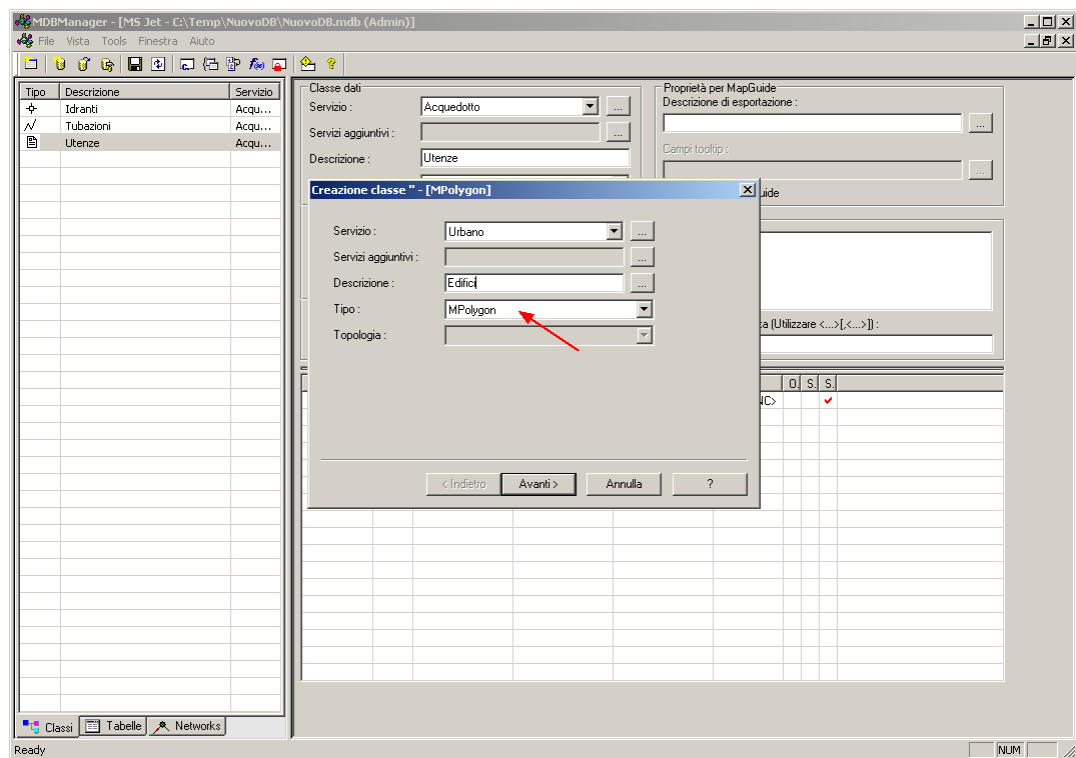 MDBManager - [MS Jet - C:\Temp\NuovoDB\NuovoDB.mdb (Admin)]
File Vista Tools Finestra Aiuto
Tipo Descrizione Servizio
Idranti Acqu...
Tubazioni Acqu...
Utenze Acqu...
Classe dati
Servizio : Acquedotto ...
Servizi aggiuntivi : ...
Descrizione : Utenze
Proprietà per MapGuide
Descrizione di esportazione :
...
Campi tooltip :
...
uide
Creazione classe '' - [MPolygon]
Servizio : Urbano ...
Servizi aggiuntivi : ...
Descrizione : Edifici ...
Tipo : MPolygon
Topologia :
< Indietro Avanti > Annulla ?
ta (Utilizzare <...>[,<...>]) :
O. S. S.
NC>
Classi Tabelle Networks
Ready NUM